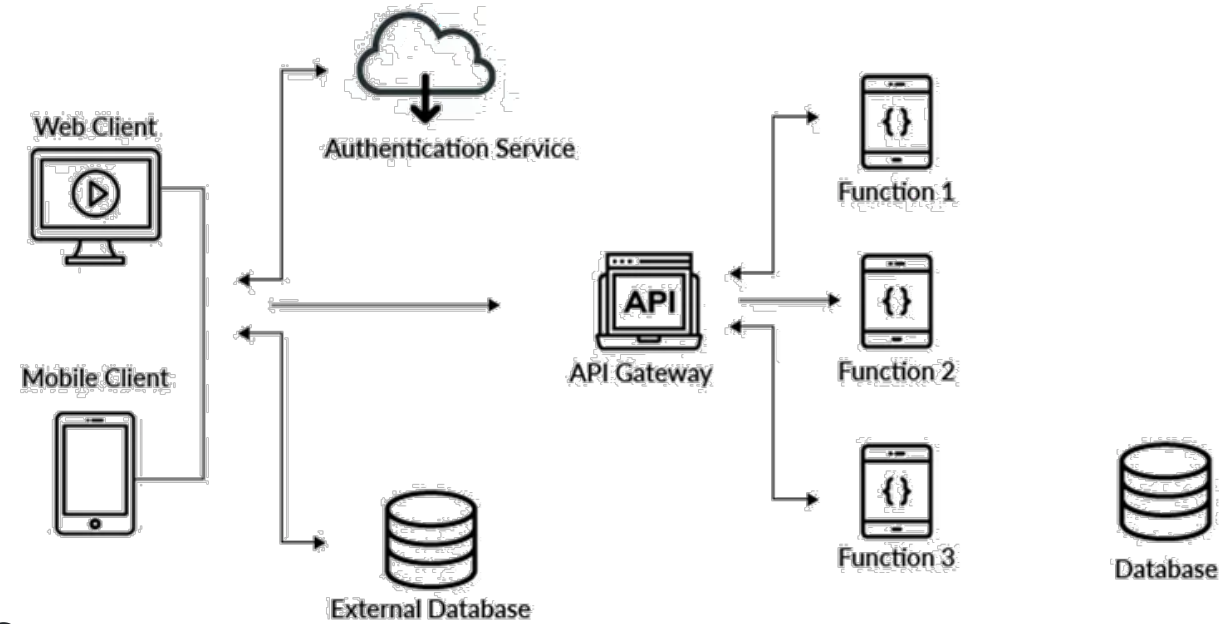 Web Client
Authentication Service
Mobile Client
External Database
API
API Gateway
{}
Function 1
{}
Function 2
{}
Function 3
Database